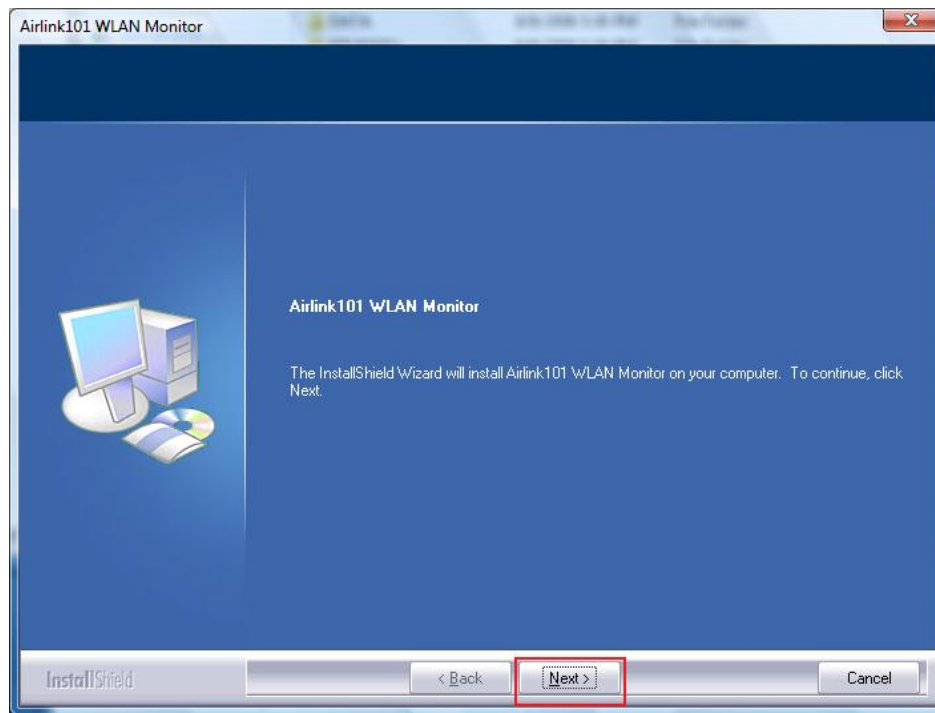 Airlink101 WLAN Monitor
Airlink101 WLAN Monitor
The InstallShield Wizard will install Airlink101 WLAN Monitor on your computer. To continue, click
Next.
InstallShield
< Back
Next >
Cancel